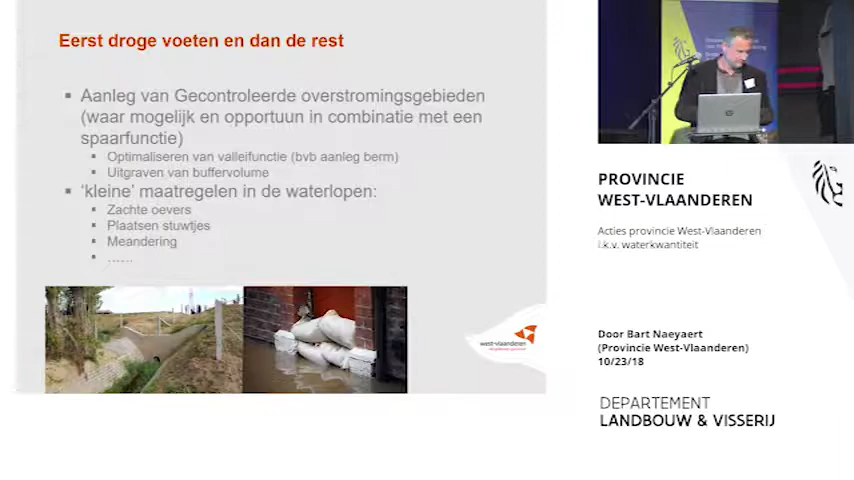 Eerst droge voeten en dan de rest
▪ Aanleg van Gecontroleerde overstromingsgebieden
(waar mogelijk en opportuun in combinatie met een
spaarfunctie)
▪ Optimaliseren van valleifunctie (bvb aanleg berm)
▪ Uitgraven van buffervolume
▪ 'kleine' maatregelen in de waterlopen:
▪ Zachte oevers
▪ Plaatsen stuwtjes
▪ Meandering
▪ ……
west-vlaanderen
PROVINCIE
WEST-VLAANDEREN
Acties provincie West-Vlaanderen
i.k.v. waterkwantiteit
Door Bart Naeyaert
(Provincie West-Vlaanderen)
10/23/18
DEPARTEMENT
LANDBOUW & VISSERIJ